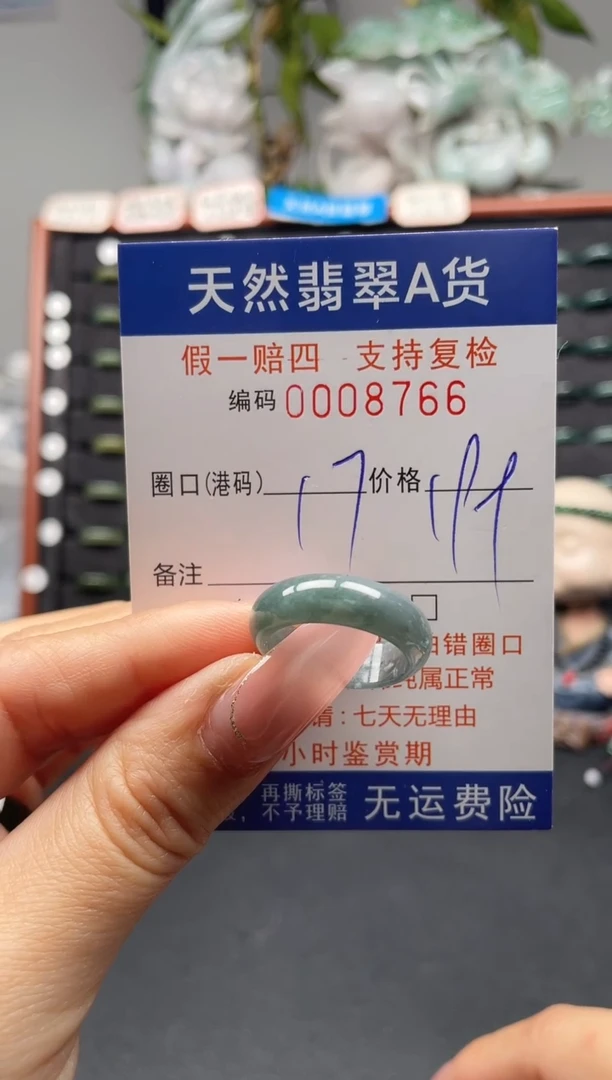 天然翡翠A货
假一赔四 支持复检
编码 0008766
圈口(港码) 17 价格
备注
错圈口
属正常
:七天无理由
小时鉴赏期
再撕标签
,不予理赔
无运费险